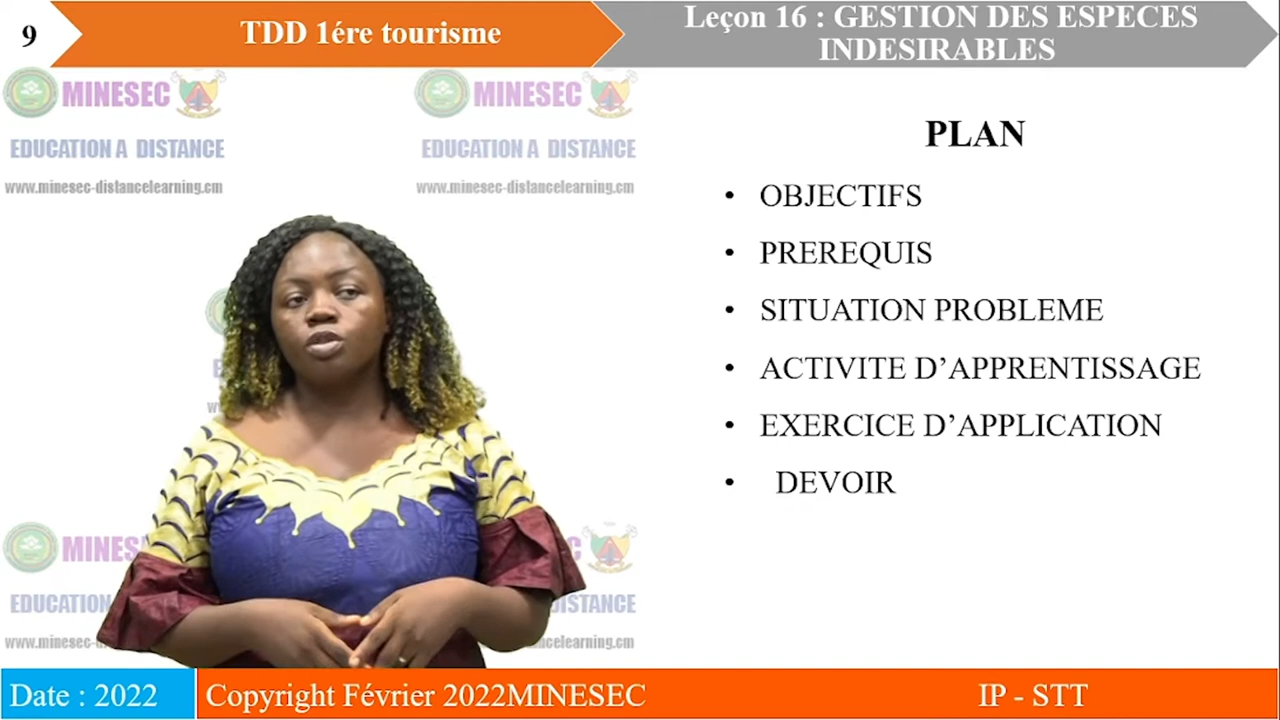 9
TDD 1ére tourisme
Leçon 16 : GESTION DES ESPECES
INDESIRABLES
MINESEC
EDUCATION A DISTANCE
www.minesec-distancelearning.cm
MINESEC
EDUCATION A DISTANCE
www.minesec-distancelearning.cm
PLAN
• OBJECTIFS
• PREREQUIS
• SITUATION PROBLEME
• ACTIVITE D’APPRENTISSAGE
• EXERCICE D’APPLICATION
• DEVOIR
Date : 2022
Copyright Février 2022MINESEC
IP - STT